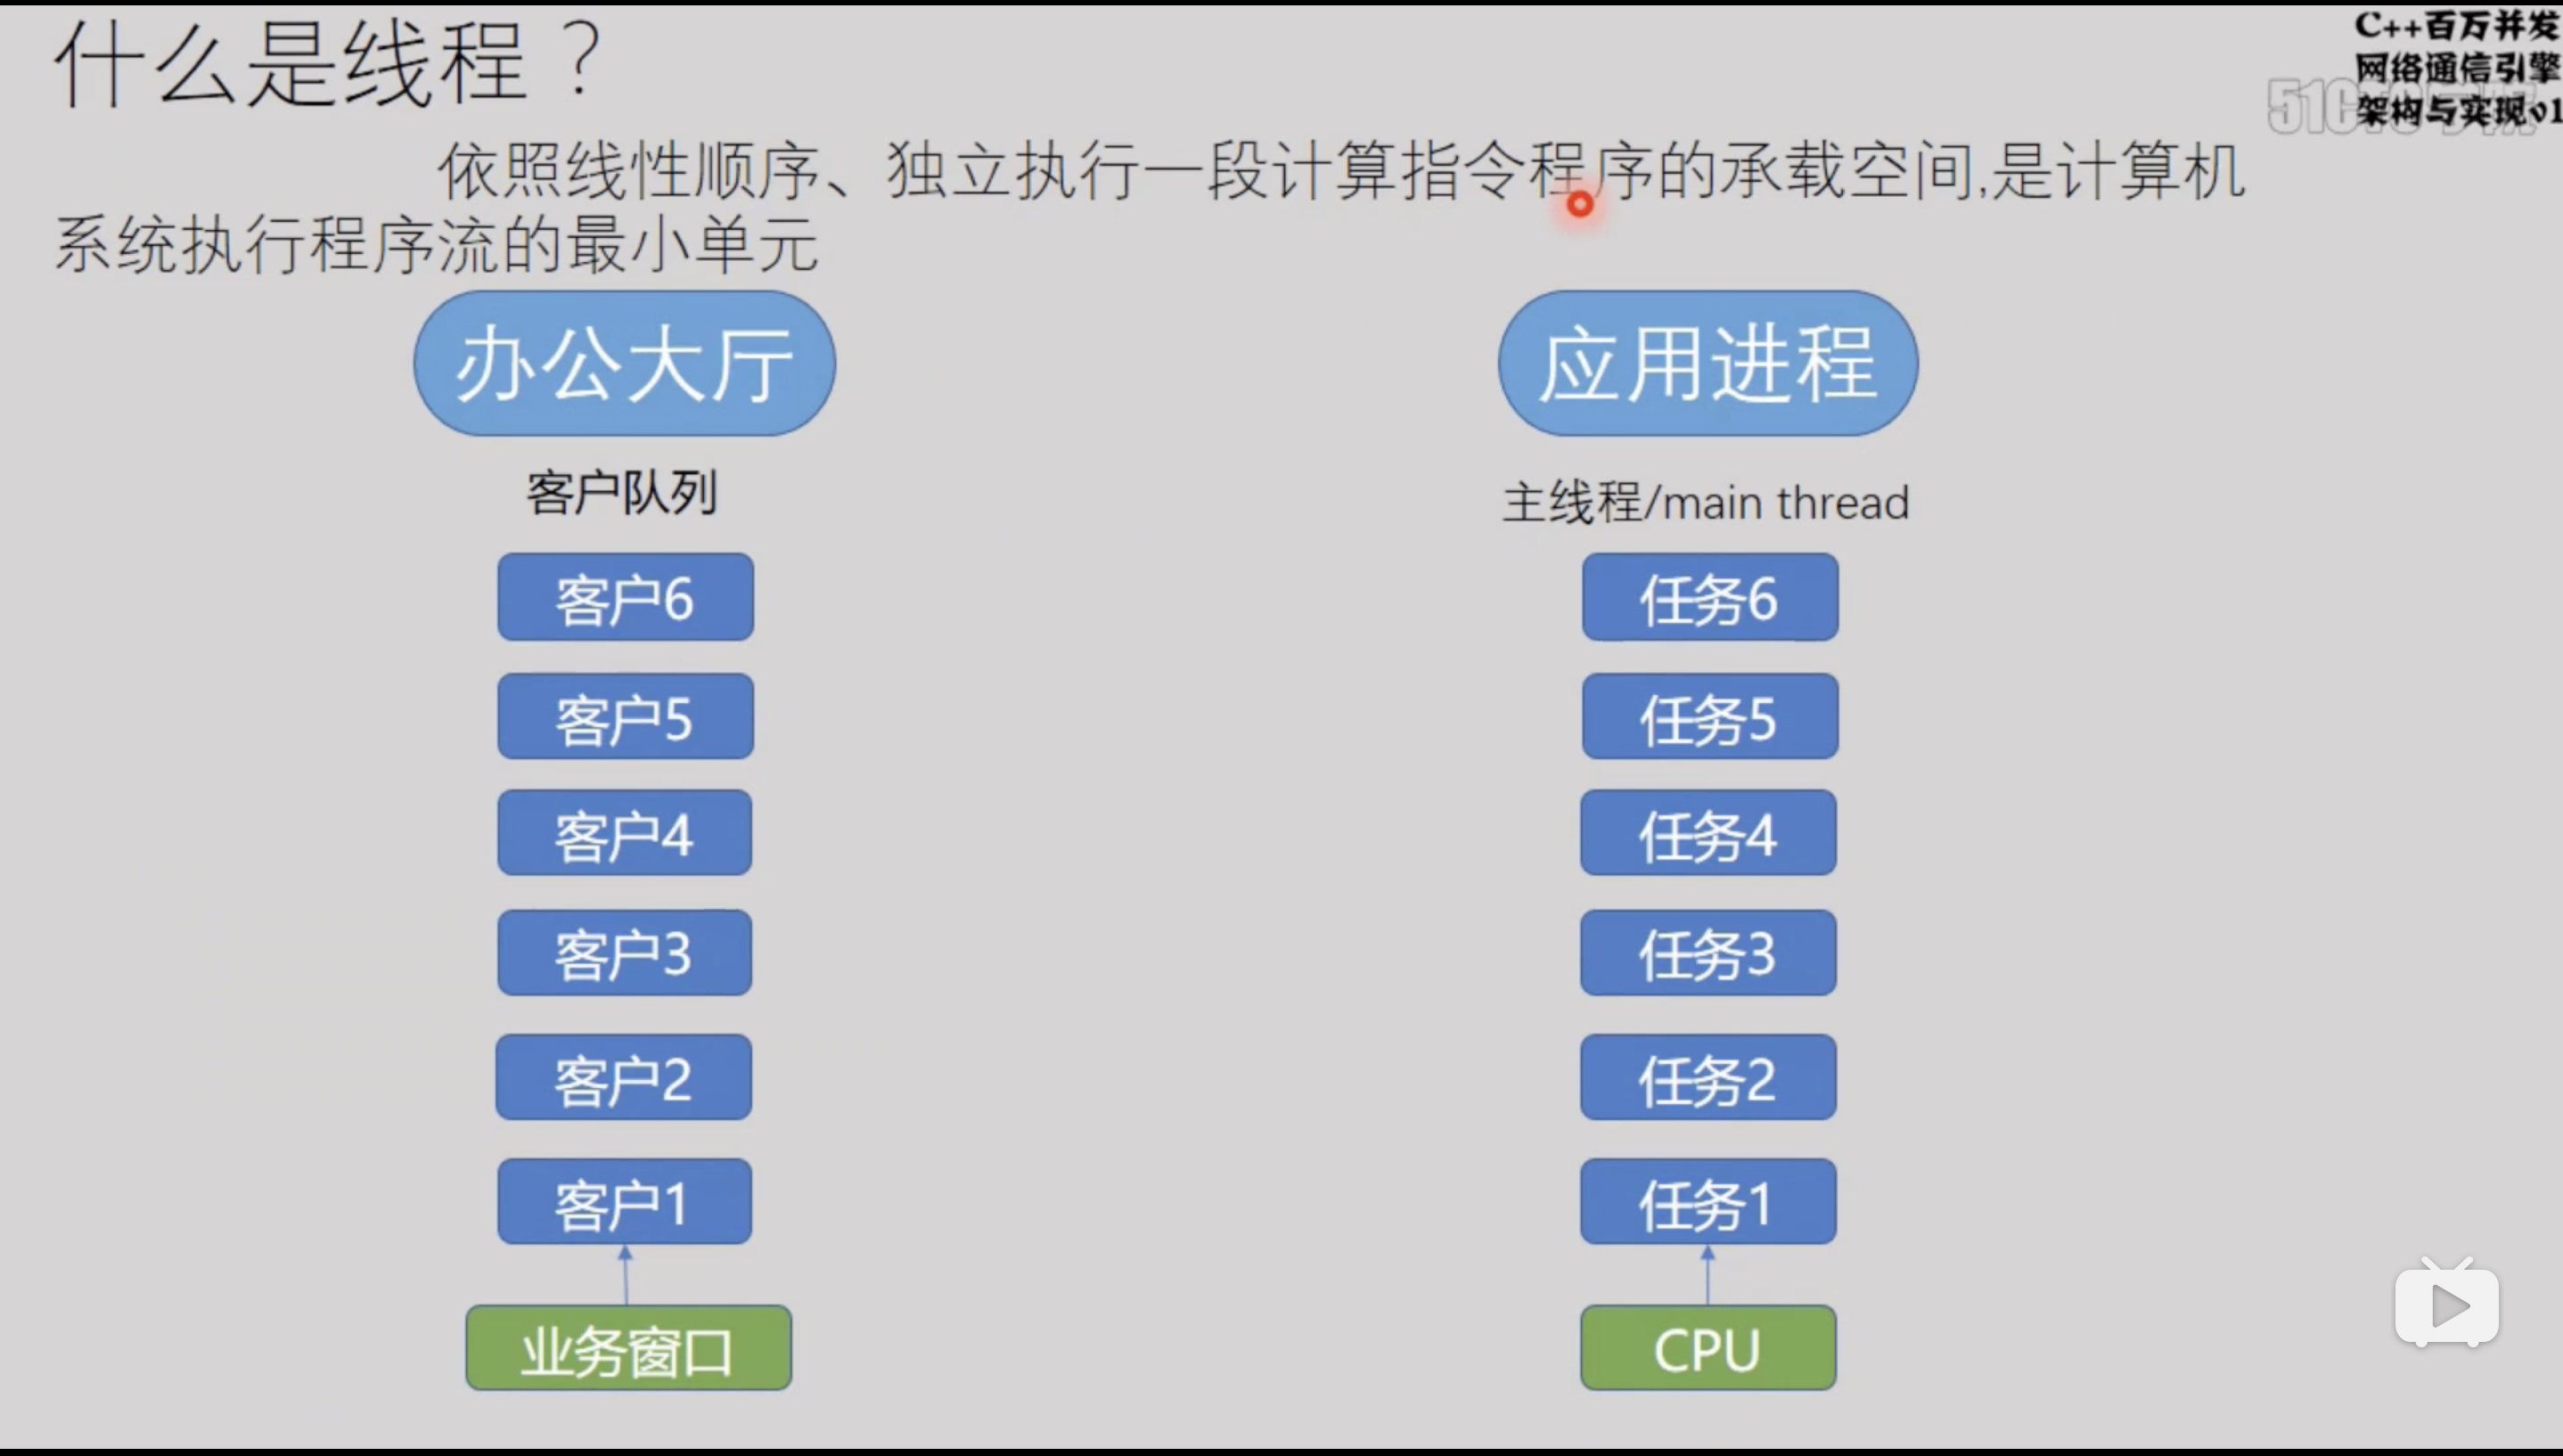 什么是线程？
C++百万并发
网络通信引擎
架构与实现v1
依照线性顺序、独立执行一段计算指令程序的承载空间,是计算机
系统执行程序流的最小单元
办公大厅
客户队列
客户6
客户5
客户4
客户3
客户2
客户1
业务窗口
应用进程
主线程/main thread
任务6
任务5
任务4
任务3
任务2
任务1
CPU